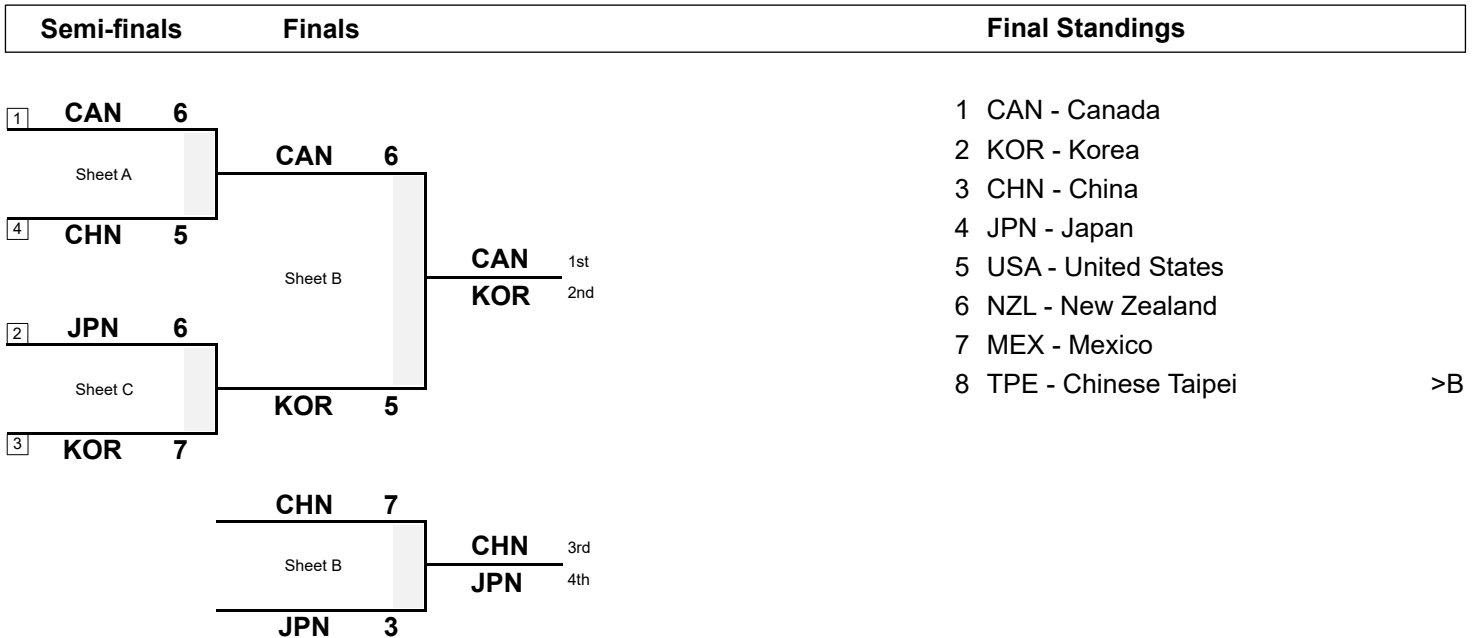 Semi-finals Finals Final Standings
1 CAN 6
Sheet A
4 CHN 5
2 JPN 6
Sheet C
3 KOR 7
CAN 6
Sheet B
KOR 5
CAN 1st
KOR 2nd
CHN 7
Sheet B
JPN 3
CHN 3rd
JPN 4th
1 CAN - Canada
2 KOR - Korea
3 CHN - China
4 JPN - Japan
5 USA - United States
6 NZL - New Zealand
7 MEX - Mexico
8 TPE - Chinese Taipei >B